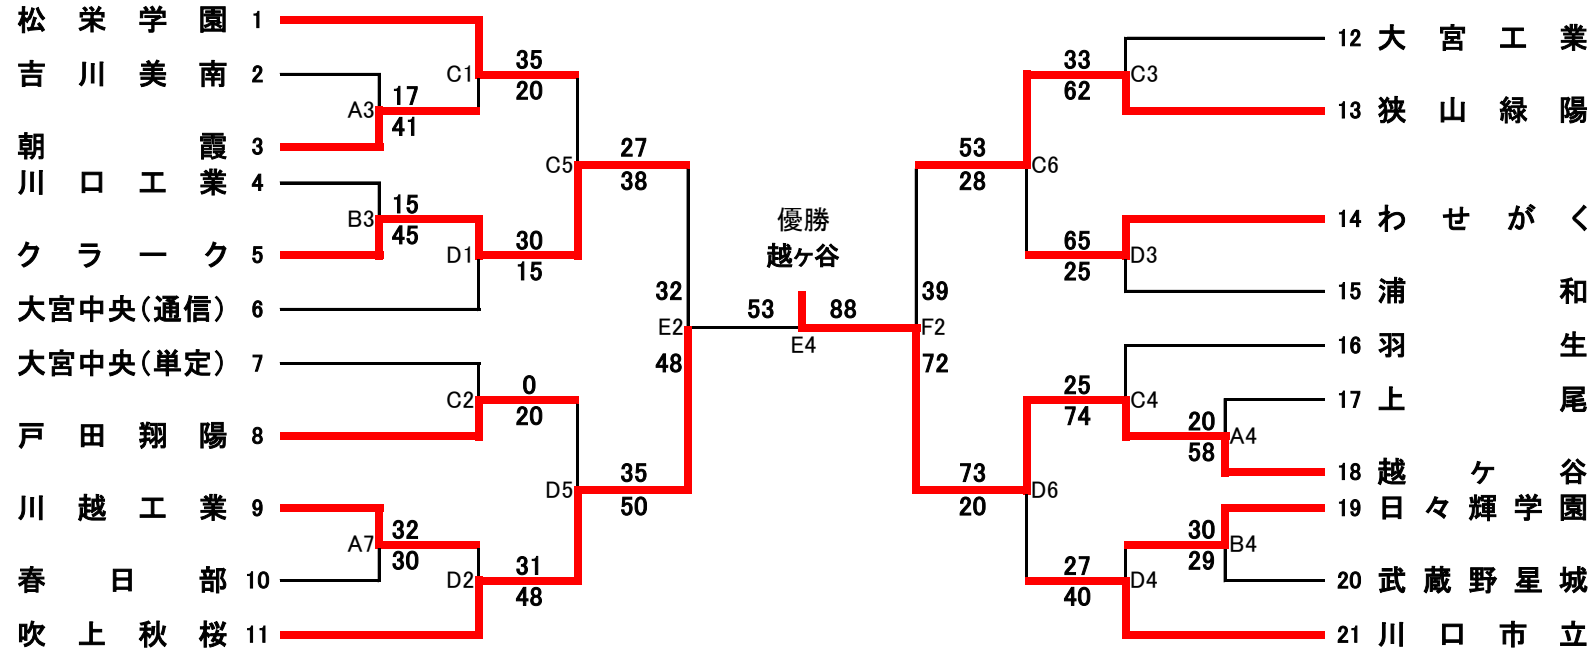 松栄学園 1
吉川美南 2
朝霞 3
川口工業 4
クラーク 5
大宮中央(通信) 6
大宮中央(単定) 7
戸田翔陽 8
川越工業 9
春日部 10
吹上秋桜 11
A3
17
41
B3
15
45
A7
32
30
C1
35
20
D1
30
15
C2
0
20
D2
31
48
C5
27
38
D5
35
50
32
E2
48
優勝
越ヶ谷
53
88
E4
39
F2
72
53
28
C6
73
20
D6
33
62
C3
65
25
D3
25
74
C4
27
40
D4
20
58
A4
30
29
B4
12 大宮工業
13 狭山緑陽
14 わせがく
15 浦和
16 羽生
17 上尾
18 越ケ谷
19 日々輝学園
20 武蔵野星城
21 川口市立